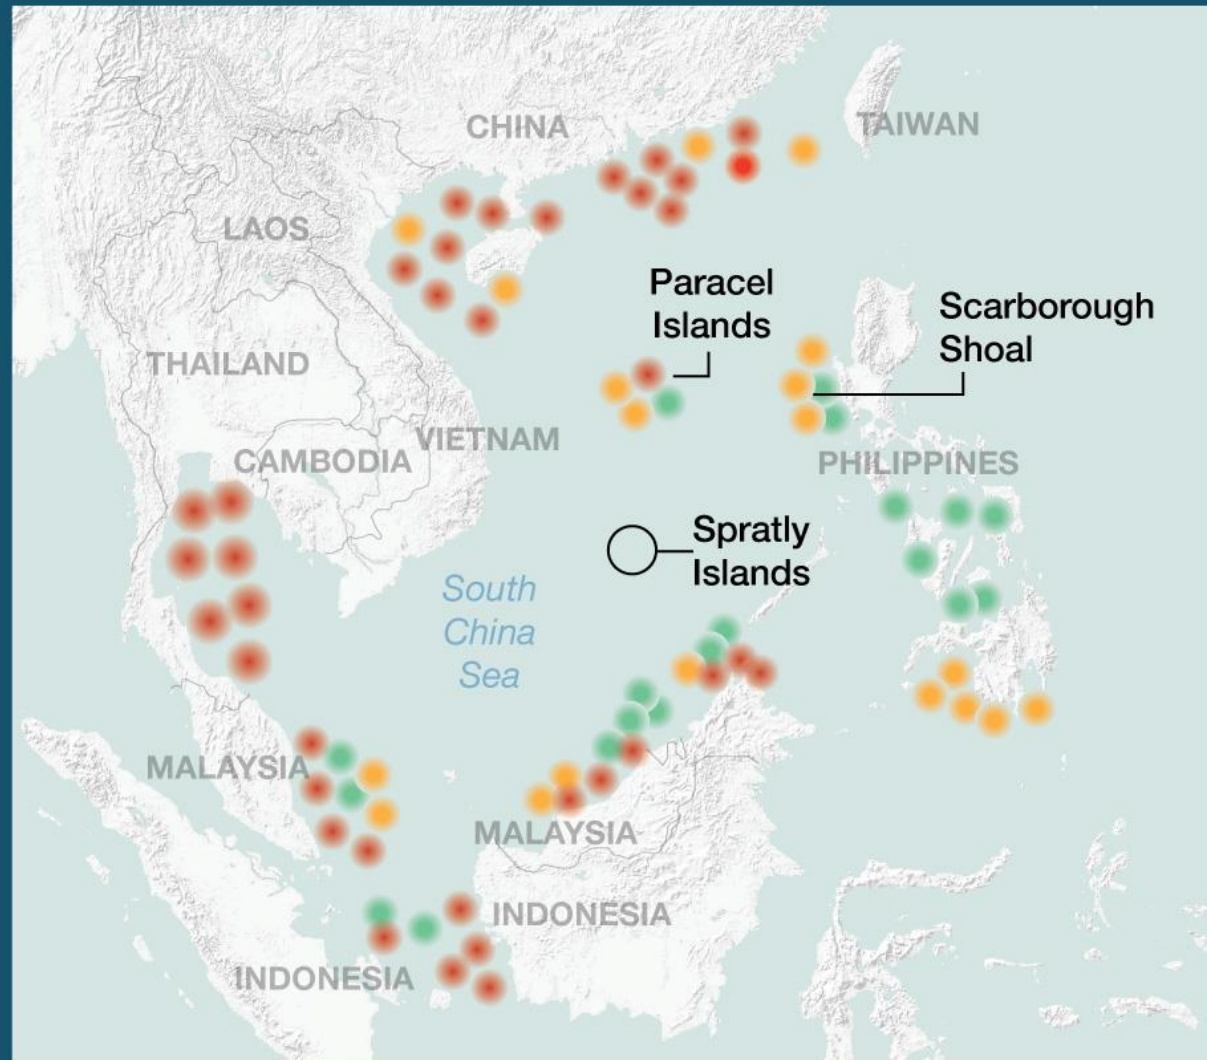 CHINA
TAIWAN
LAOS
Paracel
Islands
Scarborough
Shoal
THAILAND
VIETNAM
CAMBODIA
PHILIPPINES
Spratly
Islands
South
China
Sea
MALAYSIA
MALAYSIA
INDONESIA
INDONESIA